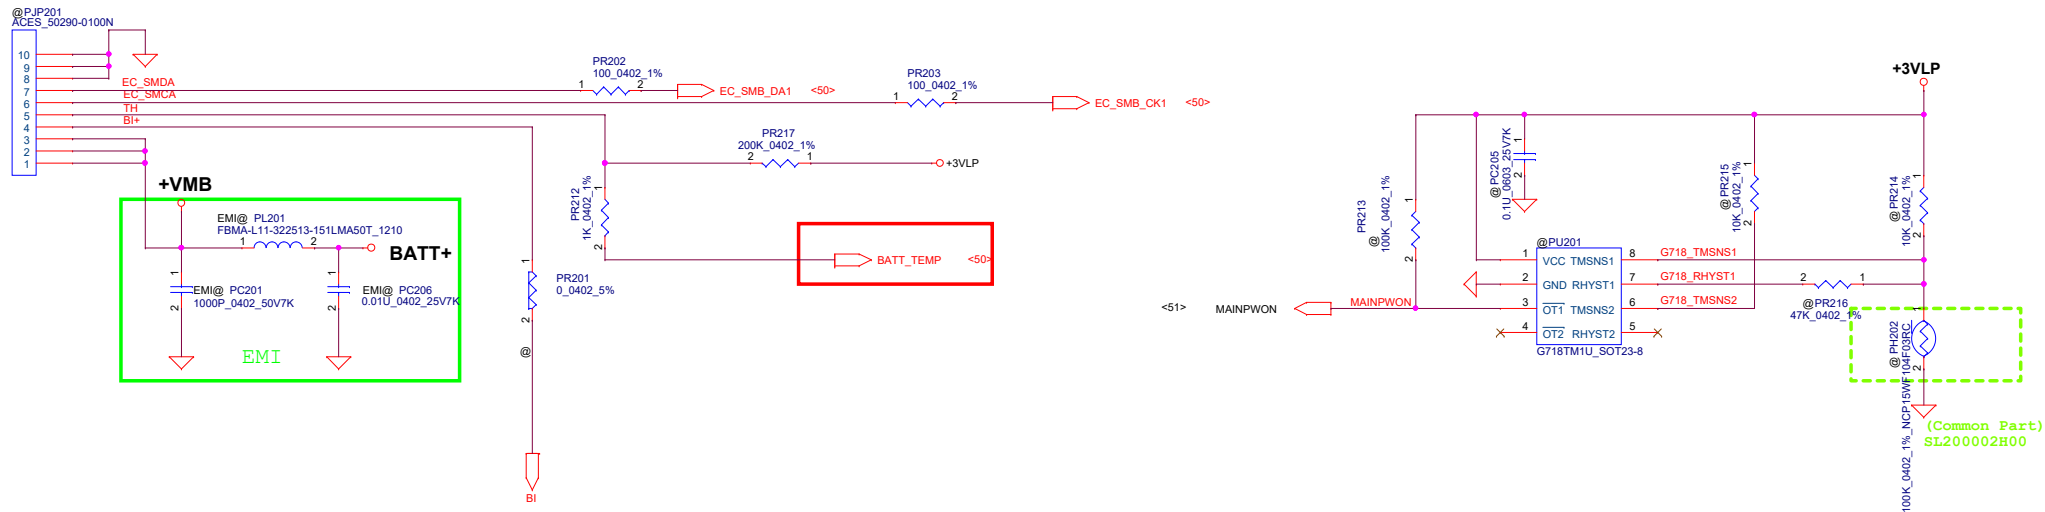 @PJP201
ACES_50290-0100N
10
9
8
7
6
5
4
3
2
1
EC_SMDA
EC_SMCA
TH
BI+
PR202
100_0402_1%
1
2
EC_SMB_DA1
<50>
PR203
100_0402_1%
1
2
EC_SMB_CK1
<50>
PR217
200K_0402_1%
2
1
+3VLP
PR212
1K_0402_1%
1
2
BATT_TEMP
<50>
PR201
0_0402_5%
1
2
@
BI
+VMB
EMI@ PL201
FBMA-L11-322513-151LMA50T_1210
1
2
BATT+
EMI@ PC201
1000P_0402_50V7K
1
2
EMI@ PC206
0.01U_0402_25V7K
1
2
EMI
+3VLP
<51>
MAINPWON
MAINPWON
PR213
@
100K_0402_1%
1
2
@PC205
0.1U_0603_25V7K
1
2
@PR215
10K_0402_1%
1
2
@PR214
10K_0402_1%
1
2
@PU201
1
VCC
TMSNS1
8
2
GND
RHYST1
7
3
OT1
TMSNS2
6
4
OT2
RHYST2
5
G718TM1U_SOT23-8
G718_TMSNS1
G718_RHYST1
G718_TMSNS2
2
1
@PR216
47K_0402_1%
@PH202
100K_0402_1%_NCP15WF104F03RC
1
2
(Common Part)
SL200002H00